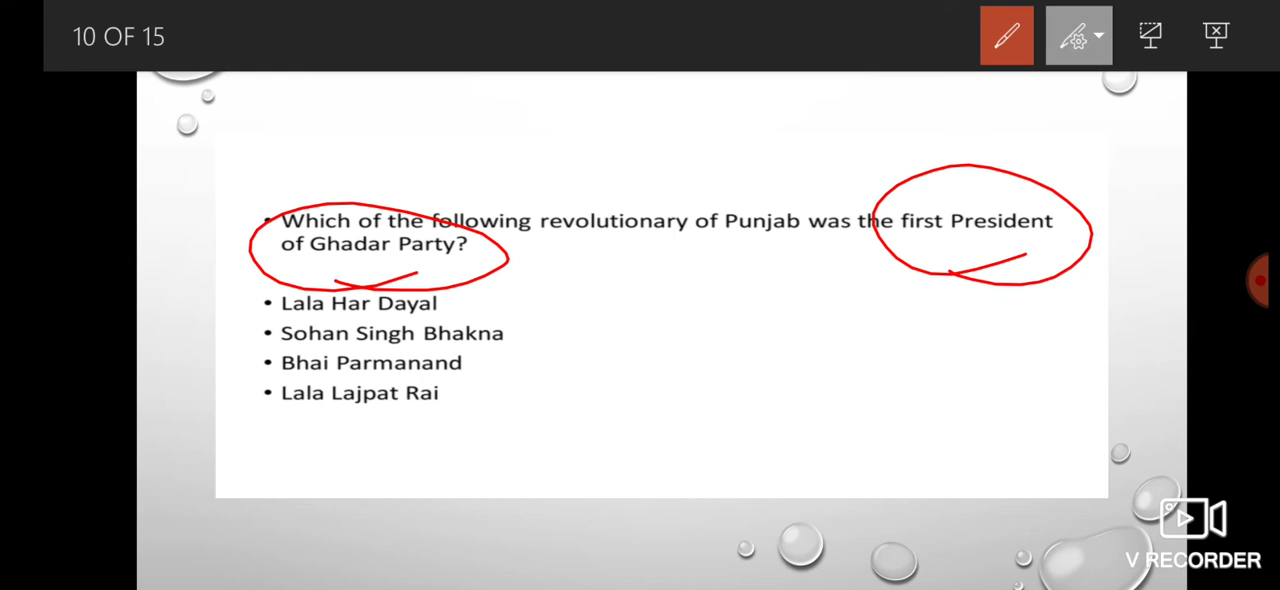 10 OF 15
• Which of the following revolutionary of Punjab was the first President
of Ghadar Party?
• Lala Har Dayal
• Sohan Singh Bhakna
• Bhai Parmanand
• Lala Lajpat Rai
V RECORDER